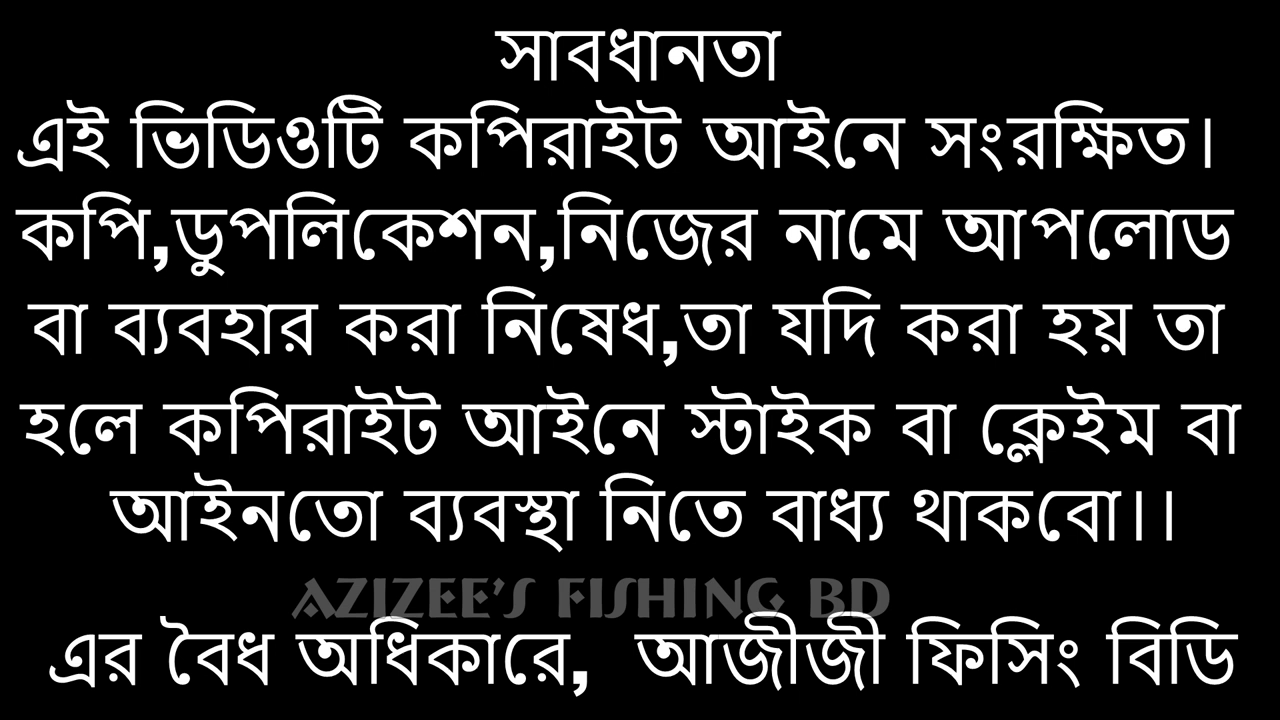 সাবধানতা
এই ভিডিওটি কপিরাইট আইনে সংরক্ষিত।
কপি,ডুপলিকেশন,নিজের নামে আপলোড
বা ব্যবহার করা নিষেধ,তা যদি করা হয় তা
হলে কপিরাইট আইনে স্টাইক বা ক্লেইম বা
আইনতো ব্যবস্থা নিতে বাধ্য থাকবো।।
AZIZEE'S FISHING BD
এর বৈধ অধিকারে, আজীজী ফিসিং বিডি